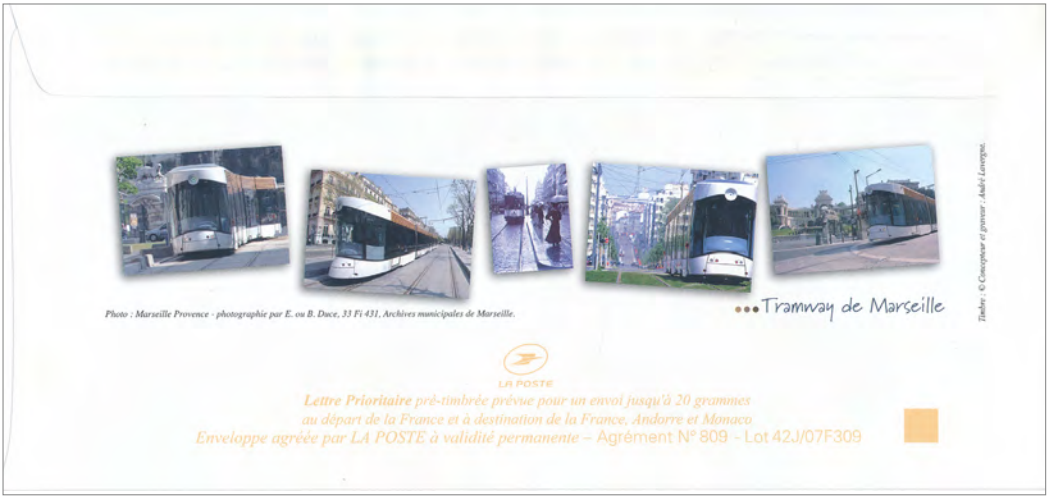 Photo : Marseille Provence - photographie par E. ou B. Duce, 33 Fi 431, Archives municipales de Marseille.
Tramway de Marseille
Timbre : © Concepteur et graveur : André Lavergne.
LA POSTE
Lettre Prioritaire pré-timbrée prévue pour un envoi jusqu'à 20 grammes
au départ de la France et à destination de la France, Andorre et Monaco
Enveloppe agréée par LA POSTE à validité permanente – Agrément N° 809 - Lot 42J/07F309